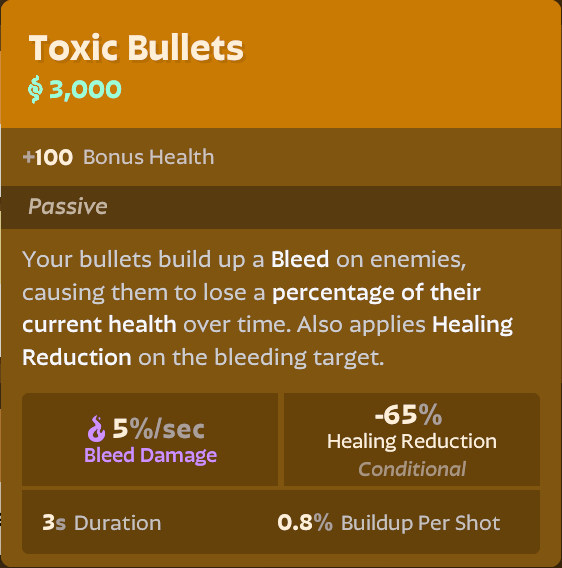 Toxic Bullets
3,000
+100 Bonus Health
Passive
Your bullets build up a Bleed on enemies,
causing them to lose a percentage of their
current health over time. Also applies Healing
Reduction on the bleeding target.
5%/sec
Bleed Damage
-65%
Healing Reduction
Conditional
3s Duration
0.8% Buildup Per Shot